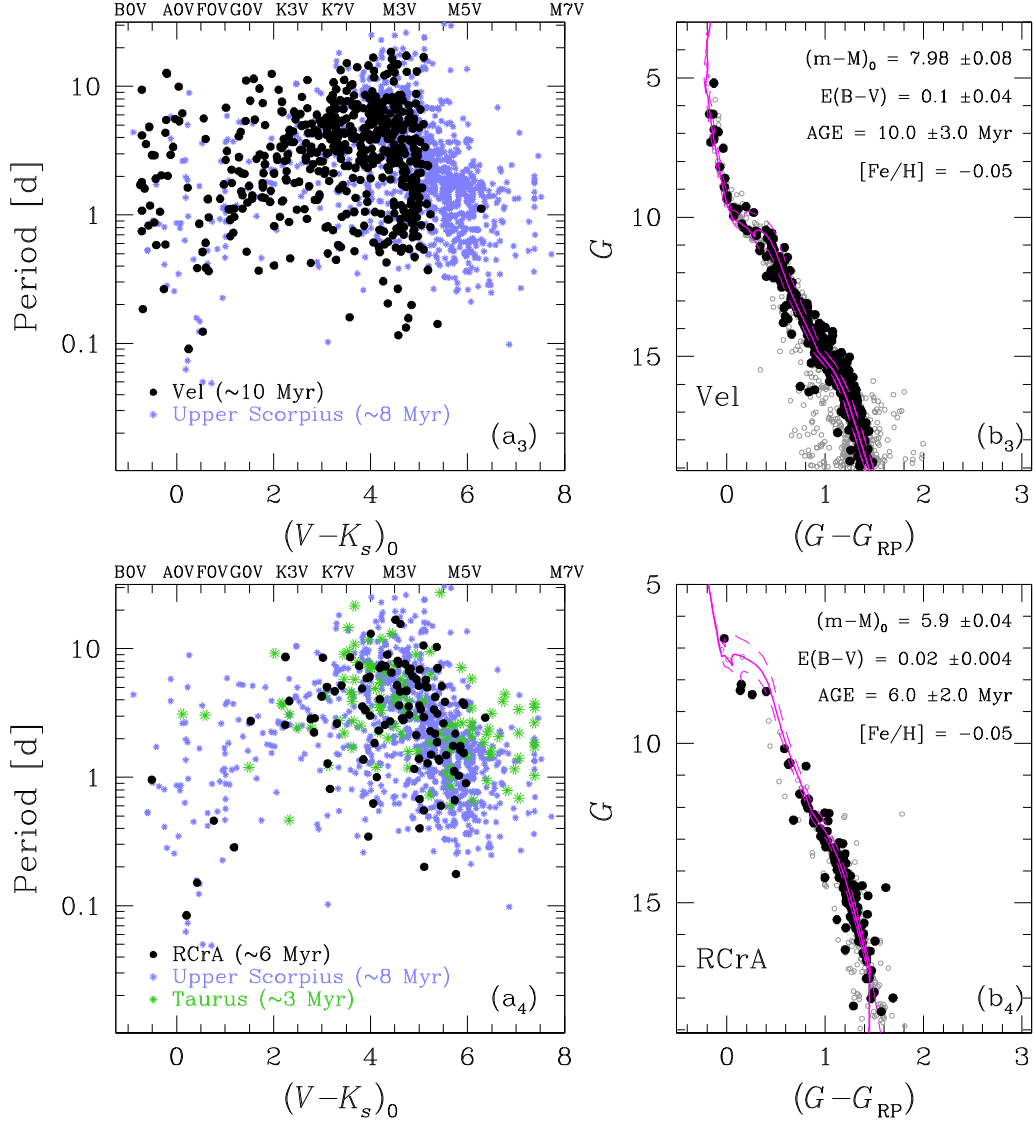 B0V A0V F0V G0V K3V K7V M3V M5V M7V
10
1
0.1
Period [d]
Vel (~10 Myr)
Upper Scorpius (~8 Myr)
(a3)
0 2 4 6 8
(V−Ks)0
5
10
15
G
(m−M)0 = 7.98 ±0.08
E(B−V) = 0.1 ±0.04
AGE = 10.0 ±3.0 Myr
[Fe/H] = −0.05
Vel
(b3)
0 1 2 3
(G−GRP)
B0V A0V F0V G0V K3V K7V M3V M5V M7V
10
1
0.1
Period [d]
RCrA (~6 Myr)
Upper Scorpius (~8 Myr)
Taurus (~3 Myr)
(a4)
0 2 4 6 8
(V−Ks)0
5
10
15
G
(m−M)0 = 5.9 ±0.04
E(B−V) = 0.02 ±0.004
AGE = 6.0 ±2.0 Myr
[Fe/H] = −0.05
RCrA
(b4)
0 1 2 3
(G−GRP)